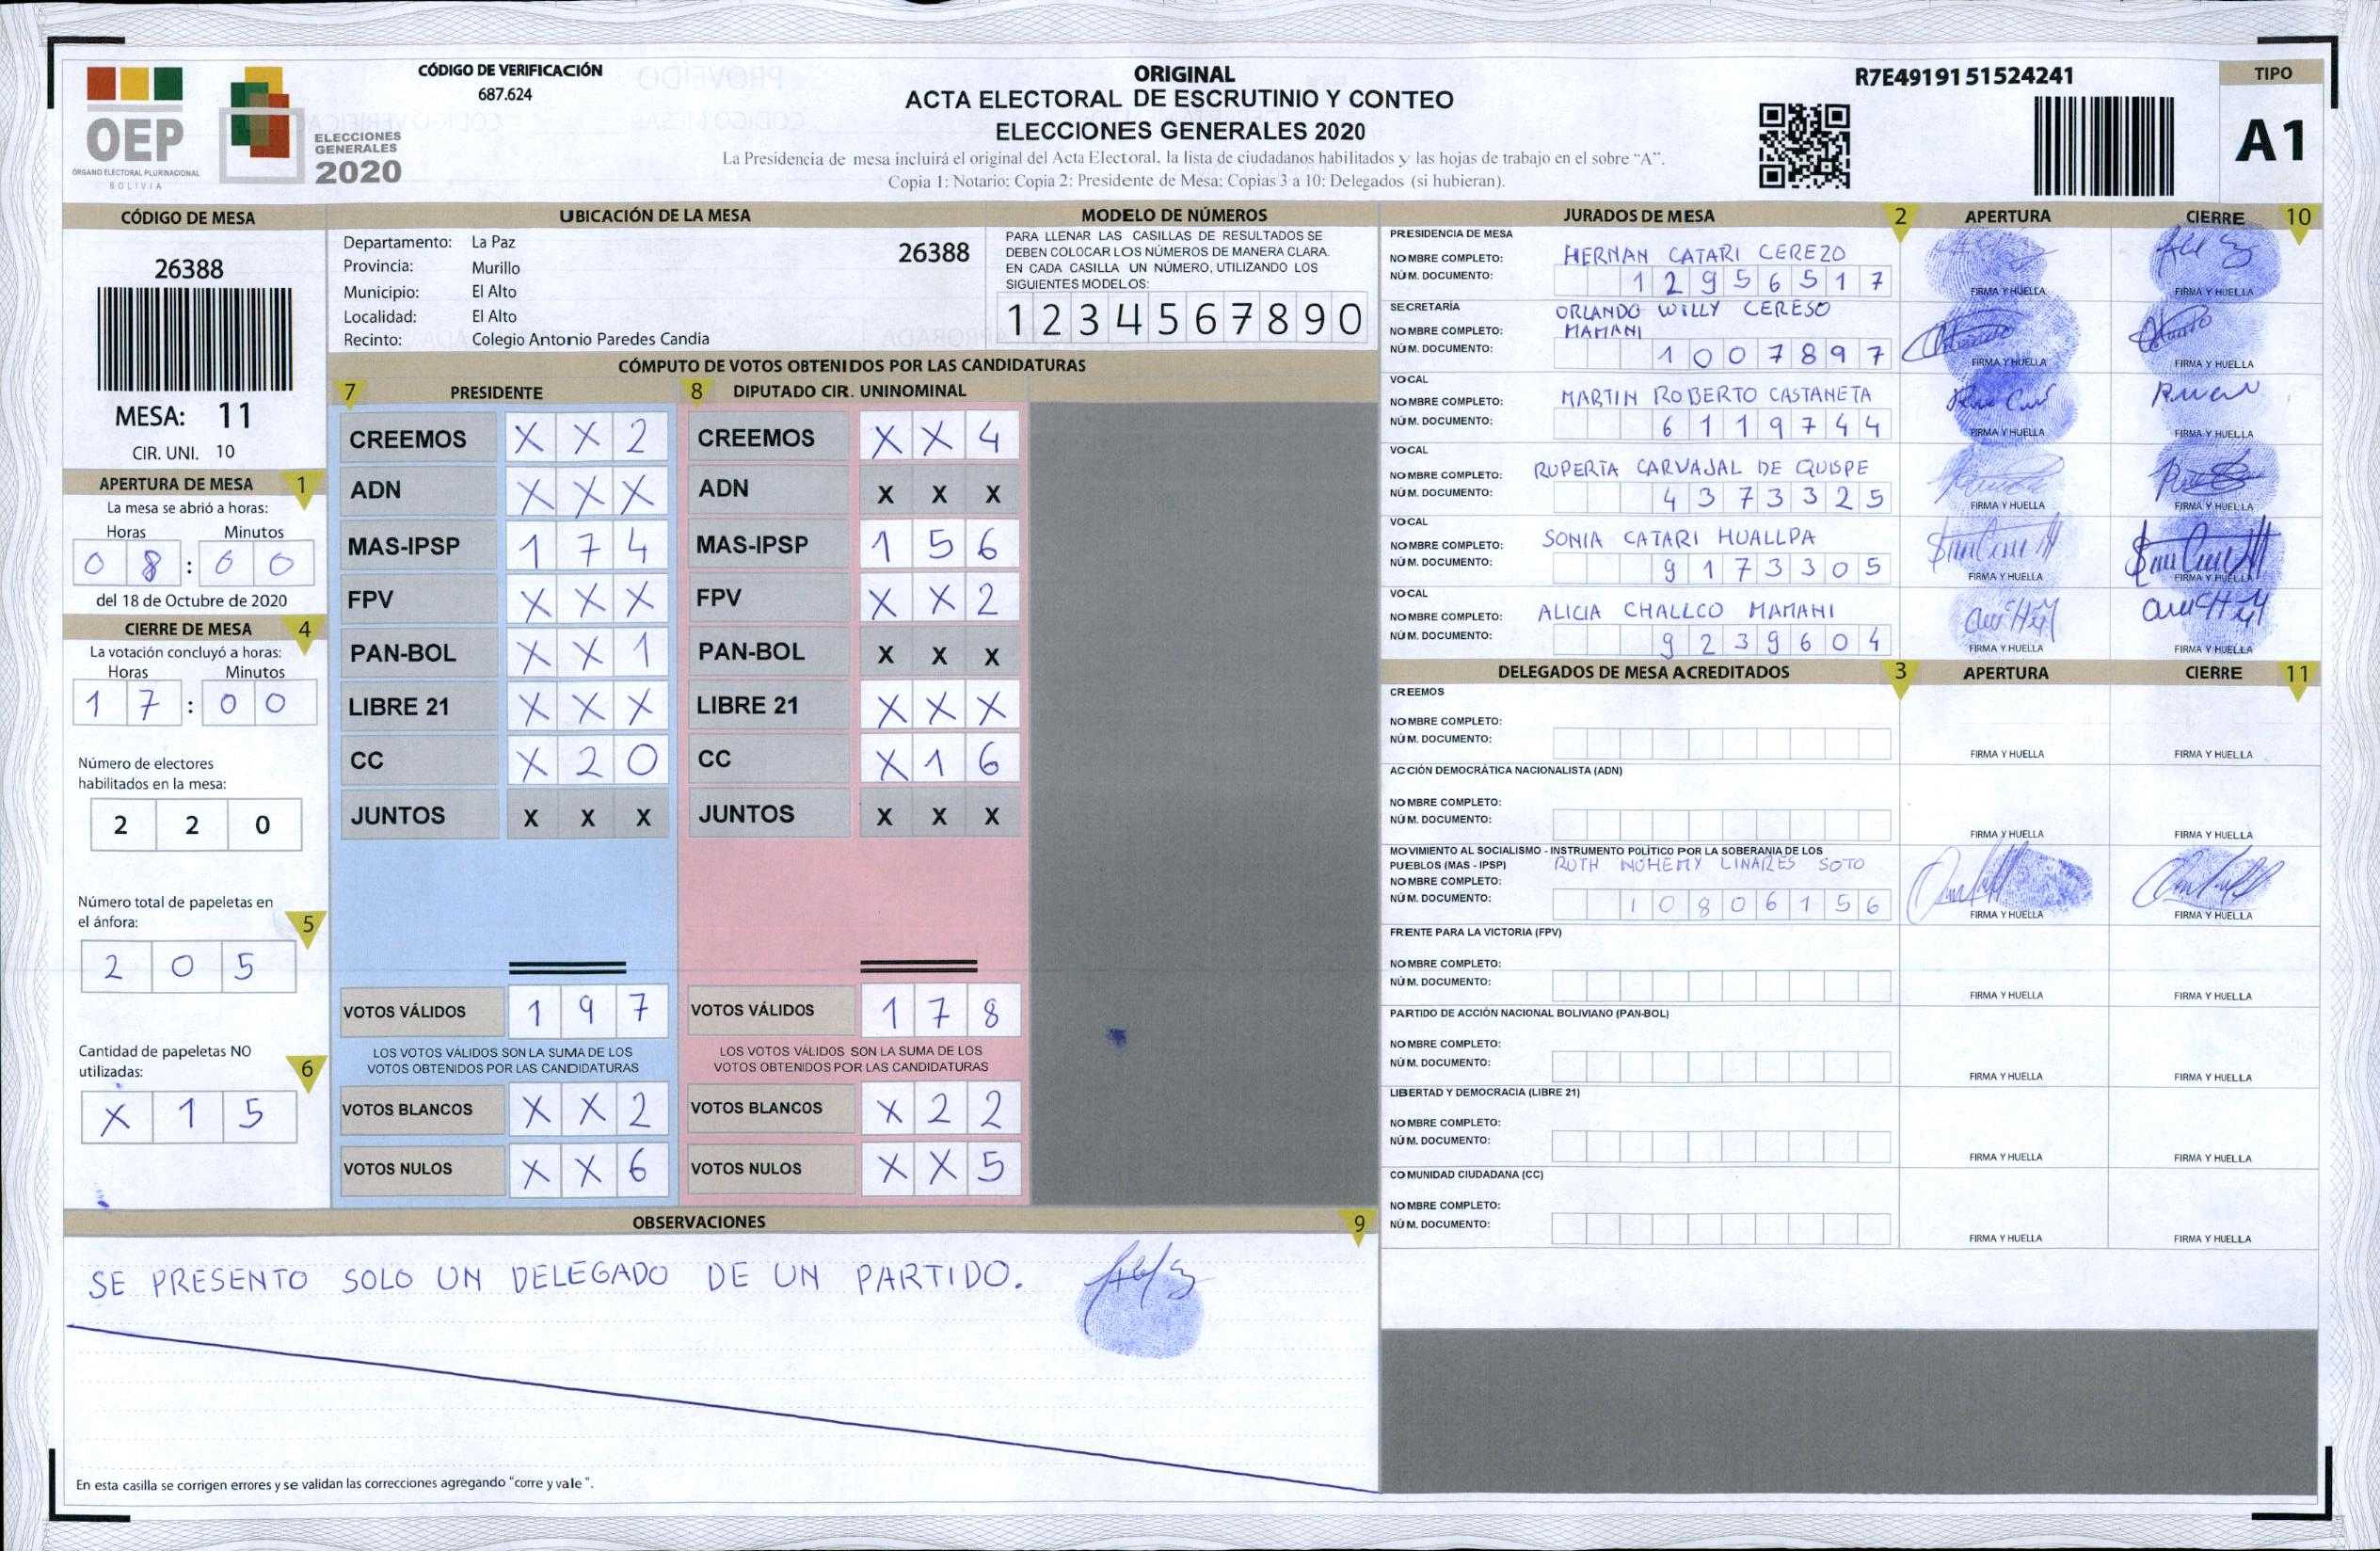 CÓDIGO DE VERIFICACIÓN
687.624
OEP
ÓRGANO ELECTORAL PLURINACIONAL
BOLIVIA
ELECCIONES
GENERALES
2020
ORIGINAL
ACTA ELECTORAL DE ESCRUTINIO Y CONTEO
ELECCIONES GENERALES 2020
La Presidencia de mesa incluirá el original del Acta Electoral, la lista de ciudadanos habilitados y las hojas de trabajo en el sobre "A".
Copia 1: Notario; Copia 2: Presidente de Mesa; Copias 3 a 10: Delegados (si hubieran).
R7E4919151524241
TIPO
A1
CÓDIGO DE MESA
26388
MESA: 11
CIR. UNI. 10
UBICACIÓN DE LA MESA
Departamento: La Paz
26388
Provincia: Murillo
Municipio: El Alto
Localidad: El Alto
Recinto: Colegio Antonio Paredes Candia
MODELO DE NÚMEROS
PARA LLENAR LAS CASILLAS DE RESULTADOS SE
DEBEN COLOCAR LOS NÚMEROS DE MANERA CLARA.
EN CADA CASILLA UN NÚMERO, UTILIZANDO LOS
SIGUIENTES MODELOS:
1 2 3 4 5 6 7 8 9 0
APERTURA DE MESA 1
La mesa se abrió a horas:
Horas Minutos
0 8 : 0 0
del 18 de Octubre de 2020
CIERRE DE MESA 4
La votación concluyó a horas:
Horas Minutos
1 7 : 0 0
Número de electores
habilitados en la mesa:
2 2 0
Número total de papeletas en
el ánfora: 5
2 0 5
Cantidad de papeletas NO
utilizadas: 6
X 1 5
CÓMPUTO DE VOTOS OBTENIDOS POR LAS CANDIDATURAS
7 PRESIDENTE
CREEMOS X X 2
ADN X X X
MAS-IPSP 1 7 4
FPV X X X
PAN-BOL X X 1
LIBRE 21 X X X
CC X 2 0
JUNTOS X X X
VOTOS VÁLIDOS 1 9 7
LOS VOTOS VÁLIDOS SON LA SUMA DE LOS
VOTOS OBTENIDOS POR LAS CANDIDATURAS
VOTOS BLANCOS X X 2
VOTOS NULOS X X 6
8 DIPUTADO CIR. UNINOMINAL
CREEMOS X X 4
ADN X X X
MAS-IPSP 1 5 6
FPV X X 2
PAN-BOL X X X
LIBRE 21 X X X
CC X 1 6
JUNTOS X X X
VOTOS VÁLIDOS 1 7 8
LOS VOTOS VÁLIDOS SON LA SUMA DE LOS
VOTOS OBTENIDOS POR LAS CANDIDATURAS
VOTOS BLANCOS X 2 2
VOTOS NULOS X X 5
OBSERVACIONES 9
SE PRESENTO SOLO UN DELEGADO DE UN PARTIDO.
En esta casilla se corrigen errores y se validan las correcciones agregando "corre y vale".
JURADOS DE MESA 2 APERTURA CIERRE 10
PRESIDENCIA DE MESA
NOMBRE COMPLETO: HERNAN CATARI CEREZO
NÚM. DOCUMENTO: 1 2 9 5 6 5 1 7
FIRMA Y HUELLA FIRMA Y HUELLA
SECRETARÍA
ORLANDO WILLY CERESO
NOMBRE COMPLETO: MAMANI
NÚM. DOCUMENTO: 1 0 0 7 8 9 7
FIRMA Y HUELLA FIRMA Y HUELLA
VOCAL
NOMBRE COMPLETO: MARTIN ROBERTO CASTAÑETA
NÚM. DOCUMENTO: 6 1 1 9 7 4 4
FIRMA Y HUELLA FIRMA Y HUELLA
VOCAL
NOMBRE COMPLETO: RUPERTA CARVAJAL DE QUISPE
NÚM. DOCUMENTO: 4 3 7 3 3 2 5
FIRMA Y HUELLA FIRMA Y HUELLA
VOCAL
NOMBRE COMPLETO: SONIA CATARI HUALLPA
NÚM. DOCUMENTO: 9 1 7 3 3 0 5
FIRMA Y HUELLA FIRMA Y HUELLA
VOCAL
NOMBRE COMPLETO: ALICIA CHALLCO MAMANI
NÚM. DOCUMENTO: 9 2 3 9 6 0 4
FIRMA Y HUELLA FIRMA Y HUELLA
DELEGADOS DE MESA ACREDITADOS 3 APERTURA CIERRE 11
CREEMOS
NOMBRE COMPLETO:
NÚM. DOCUMENTO:
FIRMA Y HUELLA FIRMA Y HUELLA
ACCIÓN DEMOCRÁTICA NACIONALISTA (ADN)
NOMBRE COMPLETO:
NÚM. DOCUMENTO:
FIRMA Y HUELLA FIRMA Y HUELLA
MOVIMIENTO AL SOCIALISMO - INSTRUMENTO POLÍTICO POR LA SOBERANIA DE LOS
PUEBLOS (MAS - IPSP) RUTH NOHEMY LINARES SOTO
NOMBRE COMPLETO:
NÚM. DOCUMENTO: 1 0 8 0 6 1 5 6
FIRMA Y HUELLA FIRMA Y HUELLA
FRENTE PARA LA VICTORIA (FPV)
NOMBRE COMPLETO:
NÚM. DOCUMENTO:
FIRMA Y HUELLA FIRMA Y HUELLA
PARTIDO DE ACCIÓN NACIONAL BOLIVIANO (PAN-BOL)
NOMBRE COMPLETO:
NÚM. DOCUMENTO:
FIRMA Y HUELLA FIRMA Y HUELLA
LIBERTAD Y DEMOCRACIA (LIBRE 21)
NOMBRE COMPLETO:
NÚM. DOCUMENTO:
FIRMA Y HUELLA FIRMA Y HUELLA
COMUNIDAD CIUDADANA (CC)
NOMBRE COMPLETO:
NÚM. DOCUMENTO:
FIRMA Y HUELLA FIRMA Y HUELLA